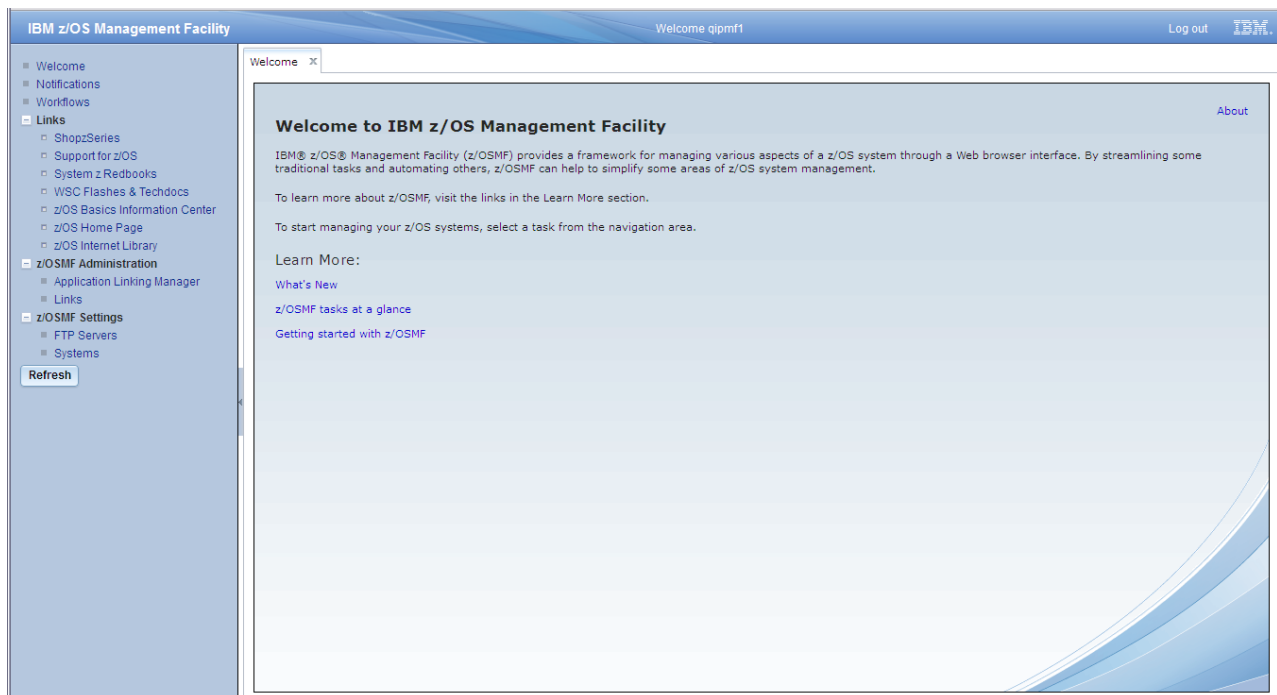 IBM z/OS Management Facility
Welcome qipmf1
Log out
IBM.
Welcome
Notifications
Workflows
Links
ShopzSeries
Support for z/OS
System z Redbooks
WSC Flashes & Techdocs
z/OS Basics Information Center
z/OS Home Page
z/OS Internet Library
z/OSMF Administration
Application Linking Manager
Links
z/OSMF Settings
FTP Servers
Systems
Refresh
Welcome X
About
Welcome to IBM z/OS Management Facility
IBM® z/OS® Management Facility (z/OSMF) provides a framework for managing various aspects of a z/OS system through a Web browser interface. By streamlining some
traditional tasks and automating others, z/OSMF can help to simplify some areas of z/OS system management.
To learn more about z/OSMF, visit the links in the Learn More section.
To start managing your z/OS systems, select a task from the navigation area.
Learn More:
What's New
z/OSMF tasks at a glance
Getting started with z/OSMF